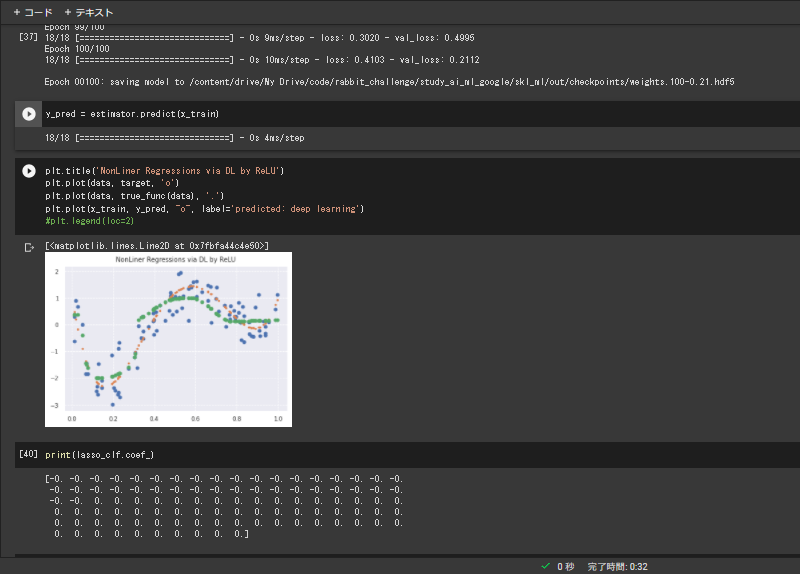 + コード + テキスト
Epoch 99/100
[37] 18/18 [==============================] - 0s 9ms/step - loss: 0.3020 - val_loss: 0.4995
Epoch 100/100
18/18 [==============================] - 0s 10ms/step - loss: 0.4103 - val_loss: 0.2112
Epoch 00100: saving model to /content/drive/My Drive/code/rabbit_challenge/study_ai_ml_google/skl_ml/out/checkpoints/weights.100-0.21.hdf5
y_pred = estimator.predict(x_train)
18/18 [==============================] - 0s 4ms/step
plt.title('NonLiner Regressions via DL by ReLU')
plt.plot(data, target, 'o')
plt.plot(data, true_func(data), '.')
plt.plot(x_train, y_pred, "o", label='predicted: deep learning')
#plt.legend(loc=2)
[<matplotlib.lines.Line2D at 0x7fbfa44c4e50>]
NonLiner Regressions via DL by ReLU
2
1
0
-1
-2
-3
0.0 0.2 0.4 0.6 0.8 1.0
[40] print(lasso_clf.coef_)
[-0. -0. -0. -0. -0. -0. -0. -0. -0. -0. -0. -0. -0. -0. -0. -0. -0. -0.
-0. -0. -0. -0. -0. -0. -0. -0. -0. -0. -0. -0. -0. -0. -0. -0. -0. -0.
-0. -0. 0. 0. 0. 0. 0. 0. 0. 0. 0. 0. 0. 0. 0. 0. 0. 0.
0. 0. 0. 0. 0. 0. 0. 0. 0. 0. 0. 0. 0. 0. 0. 0. 0. 0.
0. 0. 0. 0. 0. 0. 0. 0. 0. 0. 0. 0. 0. 0. 0. 0. 0. 0.
0. 0. 0. 0. 0. 0. 0. 0. 0. 0.]
0 秒 完了時間: 0:32